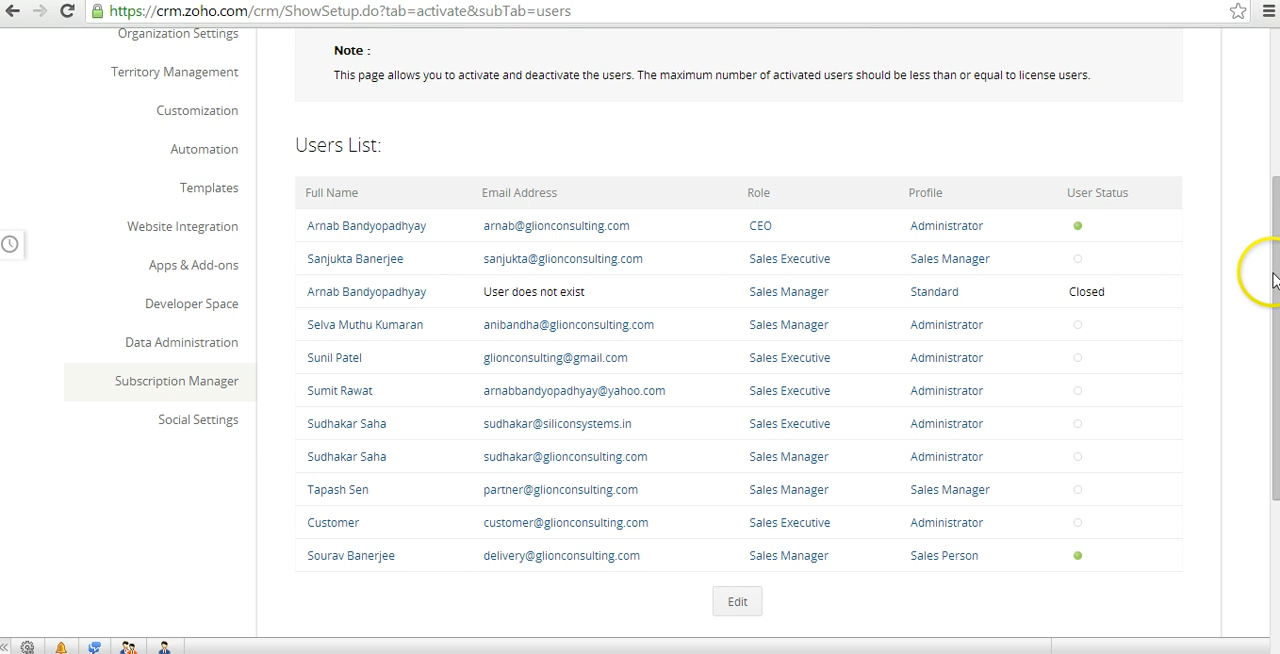 https://crm.zoho.com/crm/ShowSetup.do?tab=activate&subTab=users
Organization Settings
Territory Management
Customization
Automation
Templates
Website Integration
Apps & Add-ons
Developer Space
Data Administration
Subscription Manager
Social Settings
Note :
This page allows you to activate and deactivate the users. The maximum number of activated users should be less than or equal to license users.
Users List:
Full Name Email Address Role Profile User Status
Arnab Bandyopadhyay arnab@glionconsulting.com CEO Administrator
Sanjukta Banerjee sanjukta@glionconsulting.com Sales Executive Sales Manager
Arnab Bandyopadhyay User does not exist Sales Manager Standard Closed
Selva Muthu Kumaran anibandha@glionconsulting.com Sales Manager Administrator
Sunil Patel glionconsulting@gmail.com Sales Executive Administrator
Sumit Rawat arnabbandyopadhyay@yahoo.com Sales Executive Administrator
Sudhakar Saha sudhakar@siliconsystems.in Sales Executive Administrator
Sudhakar Saha sudhakar@glionconsulting.com Sales Manager Administrator
Tapash Sen partner@glionconsulting.com Sales Manager Sales Manager
Customer customer@glionconsulting.com Sales Executive Administrator
Sourav Banerjee delivery@glionconsulting.com Sales Manager Sales Person
Edit